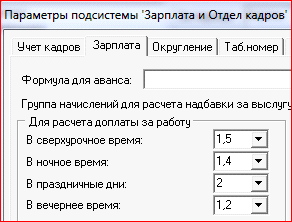 Параметры подсистемы 'Зарплата и Отдел кадров'
Учет кадров Зарплата Округление Таб.номер
Формула для аванса:
Группа начислений для расчета надбавки за выслугу
Для расчета доплаты за работу
В сверхурочное время: 1,5
В ночное время: 1,4
В праздничные дни: 2
В вечернее время: 1,2